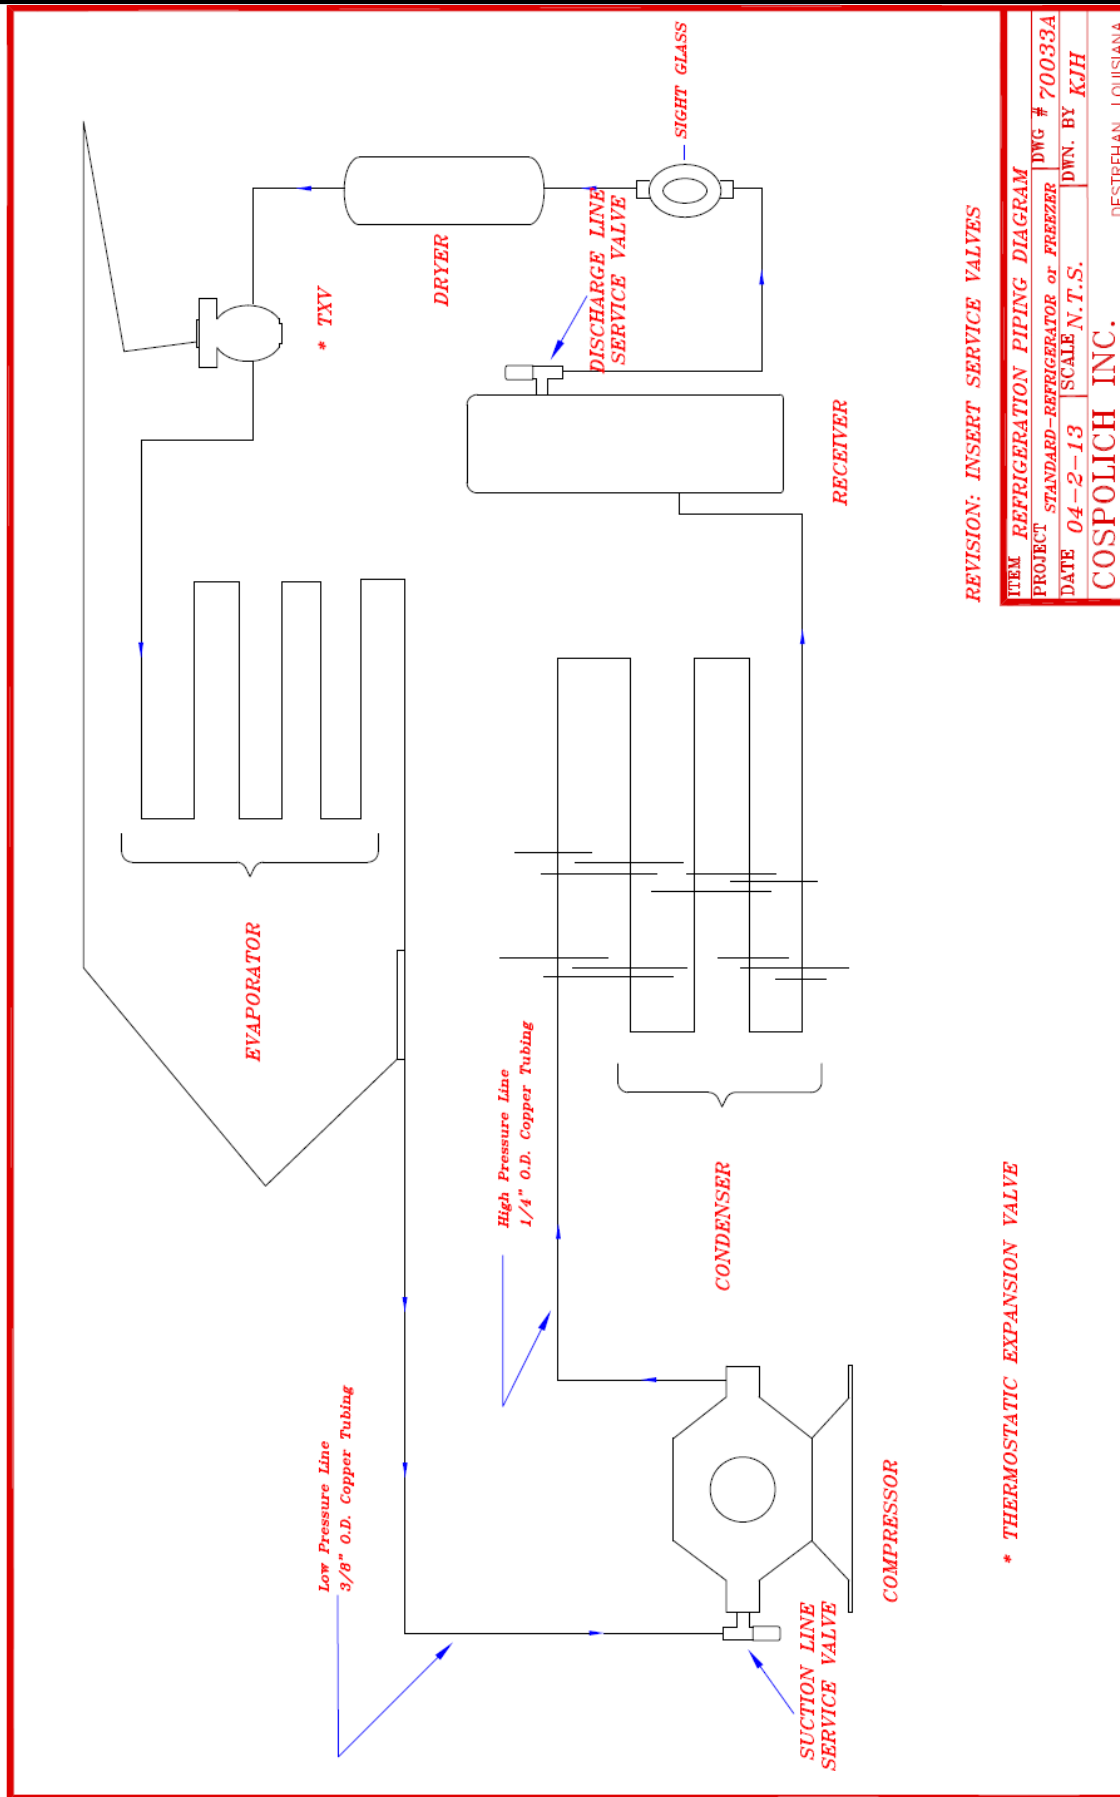 SIGHT GLASS
DISCHARGE LINE
SERVICE VALVE
DRYER
* TXV
RECEIVER
EVAPORATOR
High Pressure Line
1/4" O.D. Copper Tubing
CONDENSER
Low Pressure Line
3/8" O.D. Copper Tubing
COMPRESSOR
SUCTION LINE
SERVICE VALVE
* THERMOSTATIC EXPANSION VALVE
REVISION: INSERT SERVICE VALVES
ITEM REFRIGERATION PIPING DIAGRAM
PROJECT STANDARD-REFRIGERATOR or FREEZER DWG # 70033A
DATE 04-2-13 SCALE N.T.S. DWN. BY KJH
COSPOLICH INC.
DESTREHAN, LOUISIANA